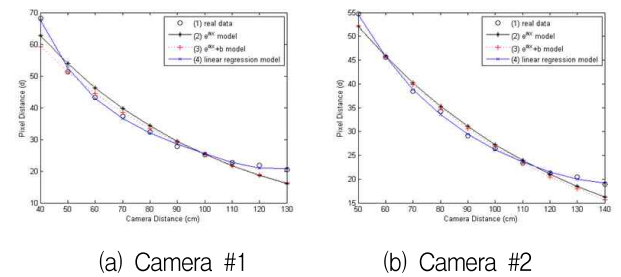 70
60
50
40
30
20
10
40 50 60 70 80 90 100 110 120 130
Pixel Distance (d)
Camera Distance (cm)
(1) real data
(2) e^ax model
(3) e^ax+b model
(4) linear regression model
(a) Camera #1
55
50
45
40
35
30
25
20
15
50 60 70 80 90 100 110 120 130 140
Pixel Distance (d)
Camera Distance (cm)
(1) real data
(2) e^ax model
(3) e^ax+b model
(4) linear regression model
(b) Camera #2